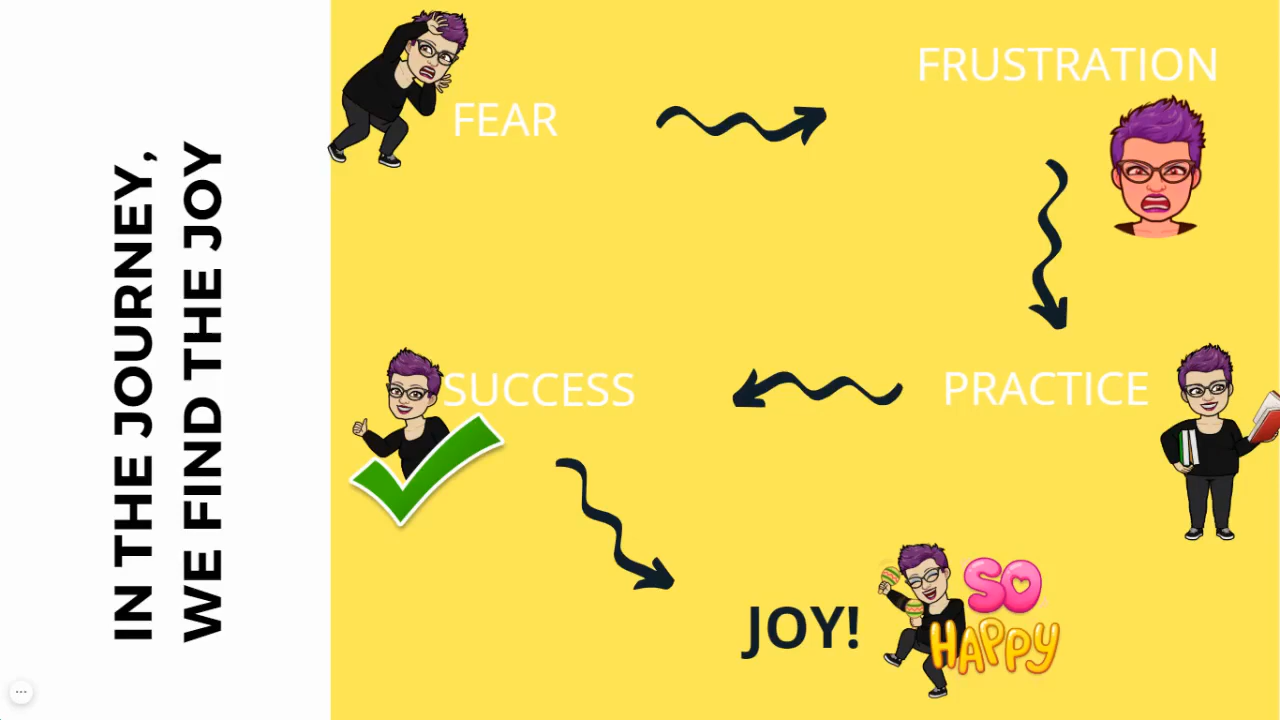 IN THE JOURNEY,
WE FIND THE JOY
FEAR
FRUSTRATION
PRACTICE
SUCCESS
JOY!
SO
HAPPY